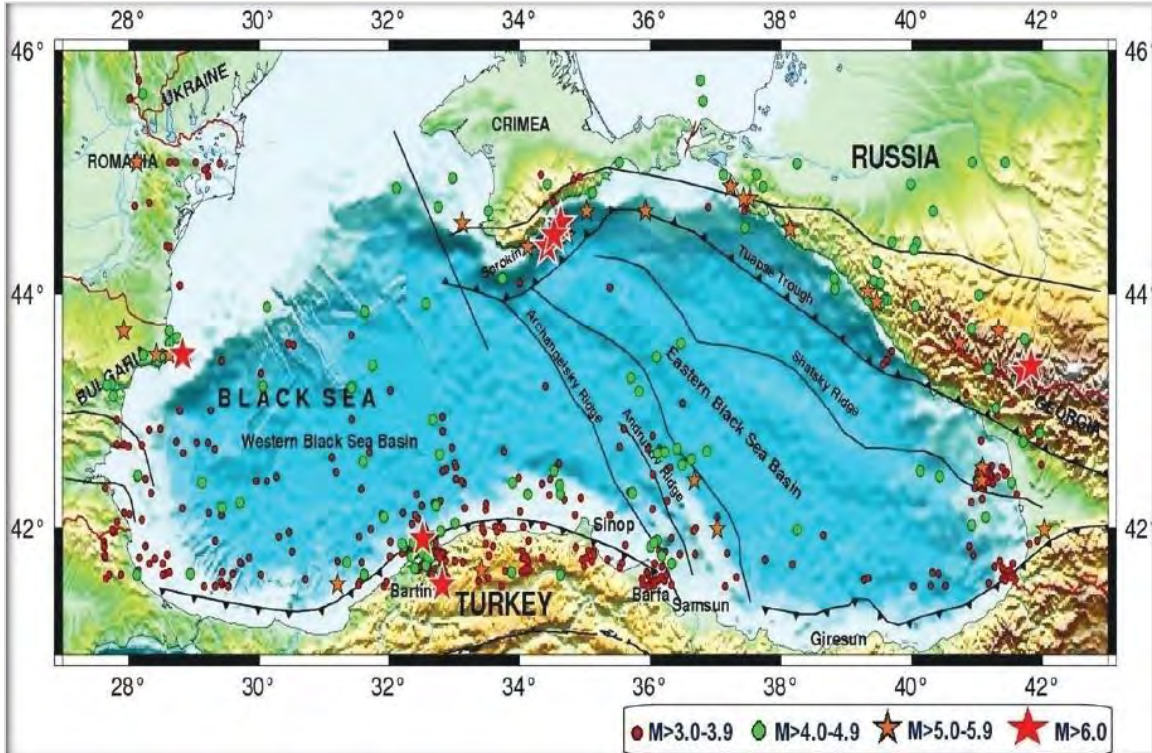 28° 30° 32° 34° 36° 38° 40° 42°
46° 46°
UKRAINE
CRIMEA
ROMANIA
RUSSIA
Sorokin
Tuapse Trough
44° 44°
Archangelsky Ridge
Shatsky Ridge
BULGARI
Eastern Black Sea Basin
BLACK SEA
GEORGIA
Western Black Sea Basin
Andrusov Ridge
42° 42°
Sinop
Bartin
TURKEY
Barfa
Samsun
Giresun
28° 30° 32° 34° 36° 38° 40° 42°
M>3.0-3.9 M>4.0-4.9 M>5.0-5.9 M>6.0